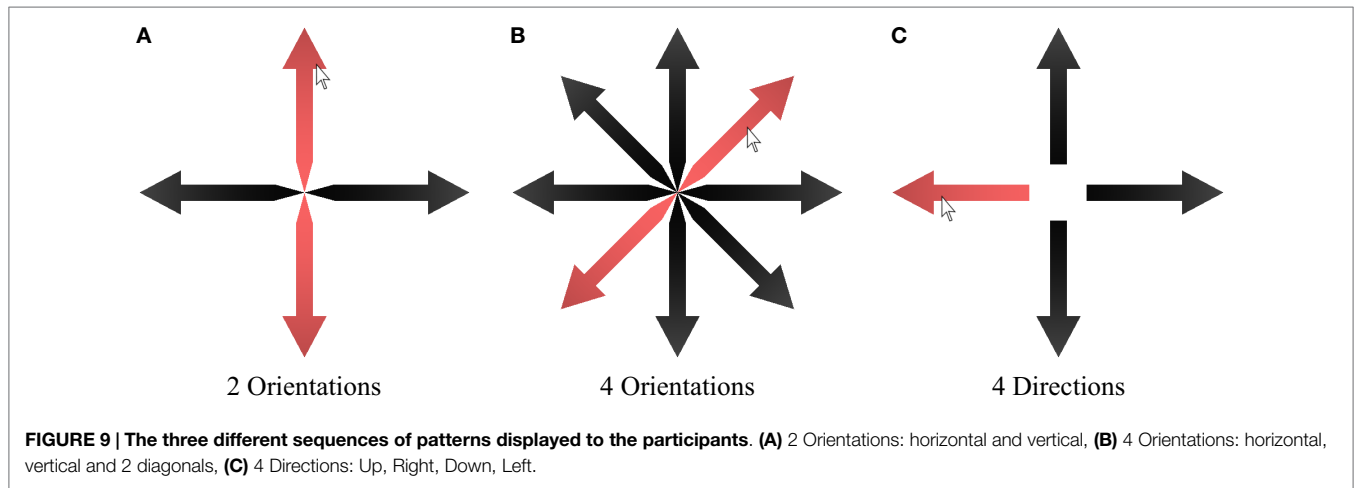 A
B
C
2 Orientations
4 Orientations
4 Directions
FIGURE 9 | The three different sequences of patterns displayed to the participants. (A) 2 Orientations: horizontal and vertical, (B) 4 Orientations: horizontal,
vertical and 2 diagonals, (C) 4 Directions: Up, Right, Down, Left.